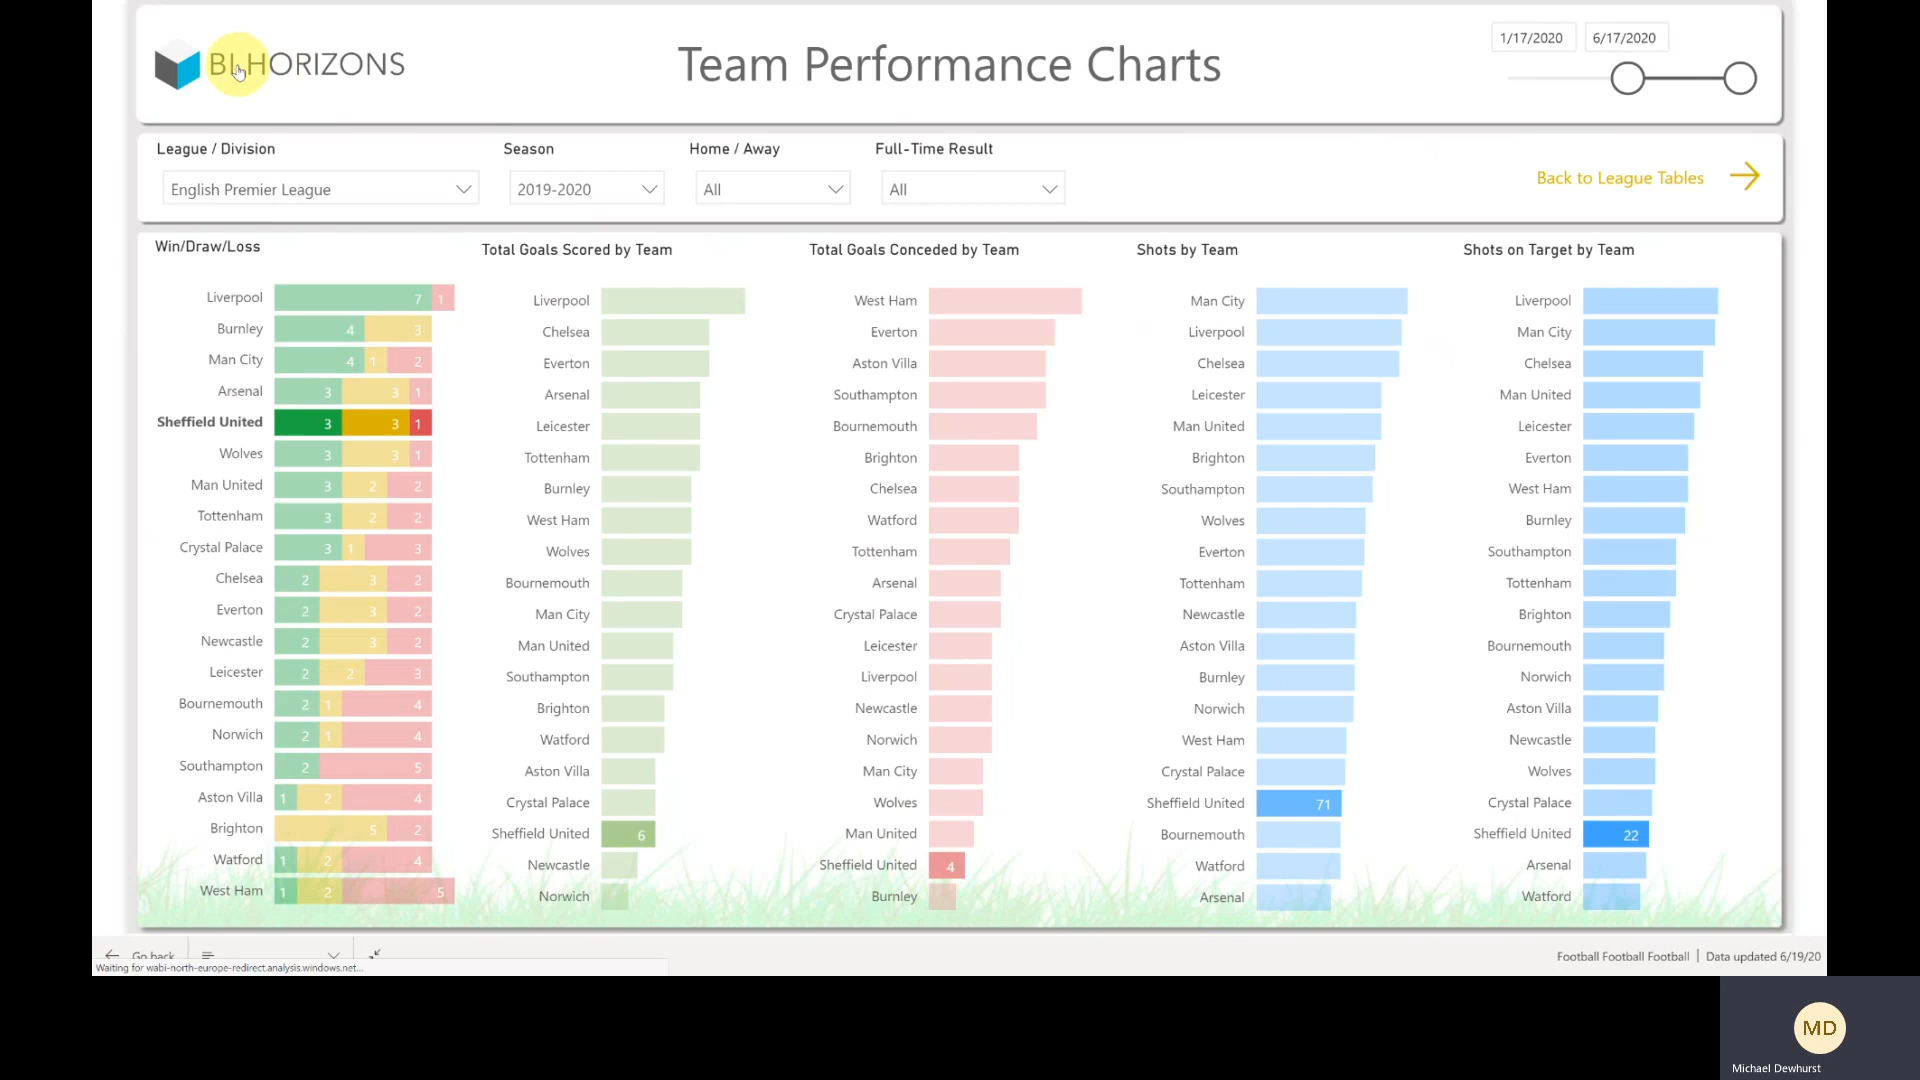 BI HORIZONS
Team Performance Charts
1/17/2020 6/17/2020
League / Division Season Home / Away Full-Time Result
English Premier League 2019-2020 All All
Back to League Tables
Win/Draw/Loss
Liverpool 7 1
Burnley 4 3
Man City 4 1 2
Arsenal 3 3 1
Sheffield United 3 3 1
Wolves 3 3 1
Man United 3 2 2
Tottenham 3 2 2
Crystal Palace 3 1 3
Chelsea 2 3 2
Everton 2 3 2
Newcastle 2 3 2
Leicester 2 2 3
Bournemouth 2 1 4
Norwich 2 1 4
Southampton 2 5
Aston Villa 1 2 4
Brighton 5 2
Watford 1 2 4
West Ham 1 2 5
Total Goals Scored by Team
Liverpool
Chelsea
Everton
Arsenal
Leicester
Tottenham
Burnley
West Ham
Wolves
Bournemouth
Man City
Man United
Southampton
Brighton
Watford
Aston Villa
Crystal Palace
Sheffield United 6
Newcastle
Norwich
Total Goals Conceded by Team
West Ham
Everton
Aston Villa
Southampton
Bournemouth
Brighton
Chelsea
Watford
Tottenham
Arsenal
Crystal Palace
Leicester
Liverpool
Newcastle
Norwich
Man City
Wolves
Man United
Sheffield United 4
Burnley
Shots by Team
Man City
Liverpool
Chelsea
Leicester
Man United
Brighton
Southampton
Wolves
Everton
Tottenham
Newcastle
Aston Villa
Burnley
Norwich
West Ham
Crystal Palace
Sheffield United 71
Bournemouth
Watford
Arsenal
Shots on Target by Team
Liverpool
Man City
Chelsea
Man United
Leicester
Everton
West Ham
Burnley
Southampton
Tottenham
Brighton
Bournemouth
Norwich
Aston Villa
Newcastle
Wolves
Crystal Palace
Sheffield United 22
Arsenal
Watford
Go back
Waiting for wabi-north-europe-redirect.analysis.windows.net...
Football Football Football | Data updated 6/19/20
MD
Michael Dewhurst